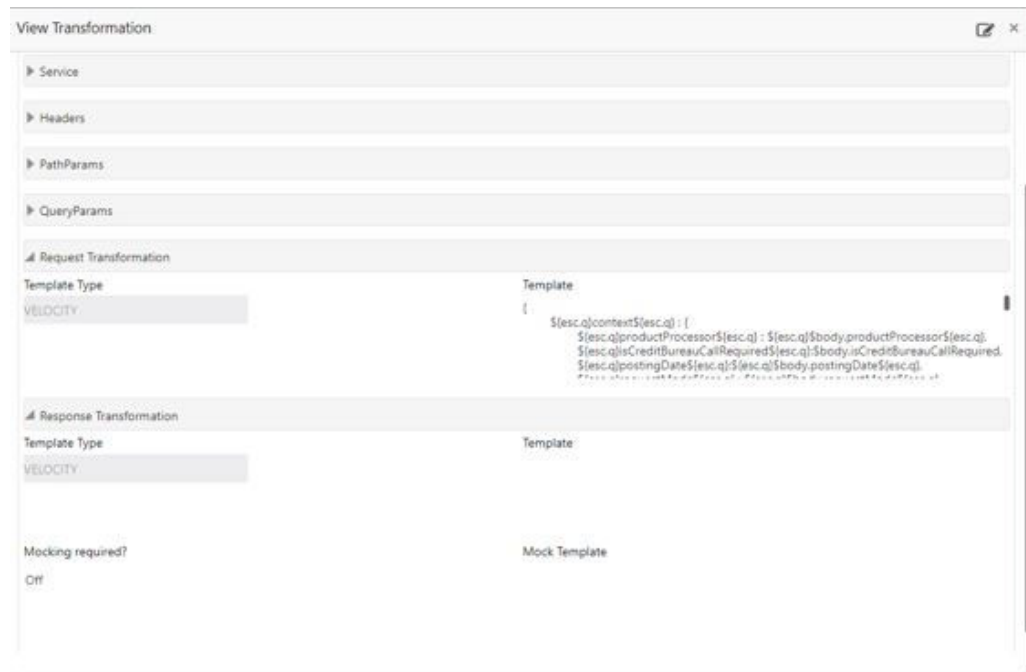 View Transformation
Service
Headers
PathParams
QueryParams
Request Transformation
Template Type
Template
VELOCITY
{
${esc.q}context${esc.q} : {
${esc.q}productProcessor${esc.q} : ${esc.q}$body.productProcessor${esc.q},
${esc.q}isCreditBureauCallRequired${esc.q}:$body.isCreditBureauCallRequired,
${esc.q}postingDate${esc.q}:${esc.q}$body.postingDate${esc.q},
Response Transformation
Template Type
Template
VELOCITY
Mocking required?
Mock Template
Off